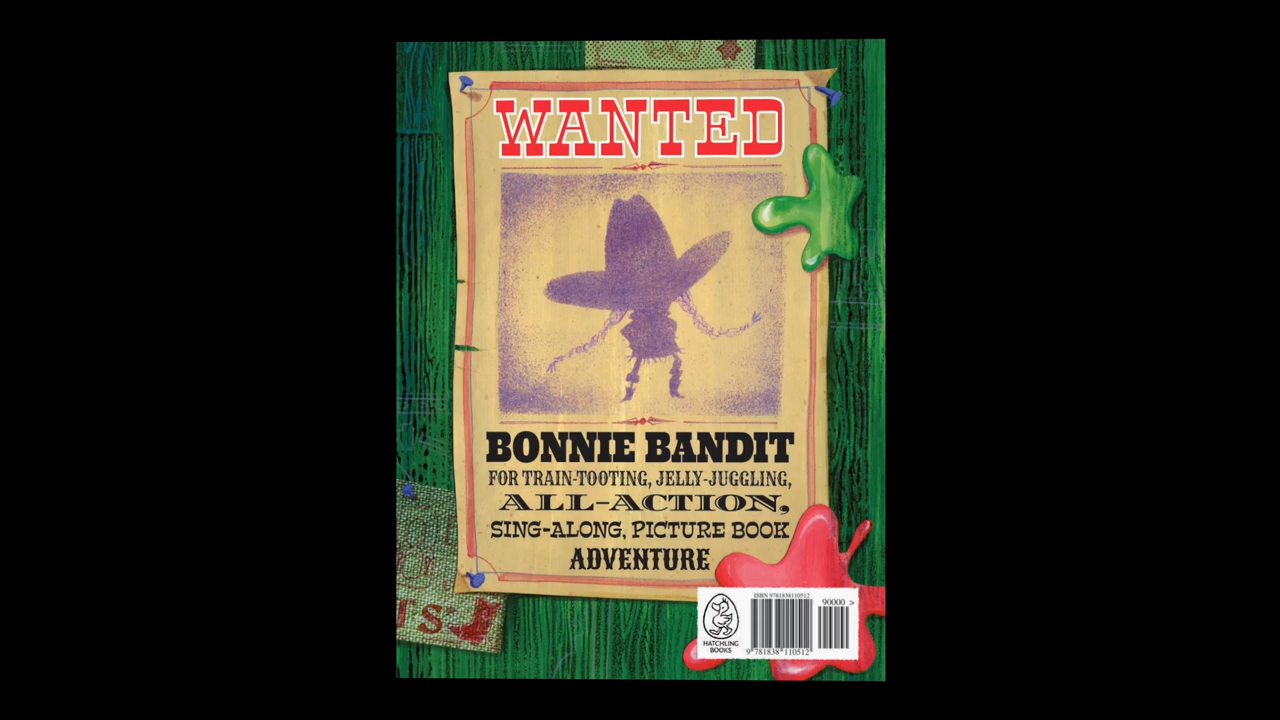 WANTED
BONNIE BANDIT
FOR TRAIN-TOOTING, JELLY-JUGGLING,
ALL-ACTION,
SING-ALONG, PICTURE BOOK
ADVENTURE
ISBN 9781838110512
90000 >
HATCHLING
BOOKS
9 781838 110512
TS